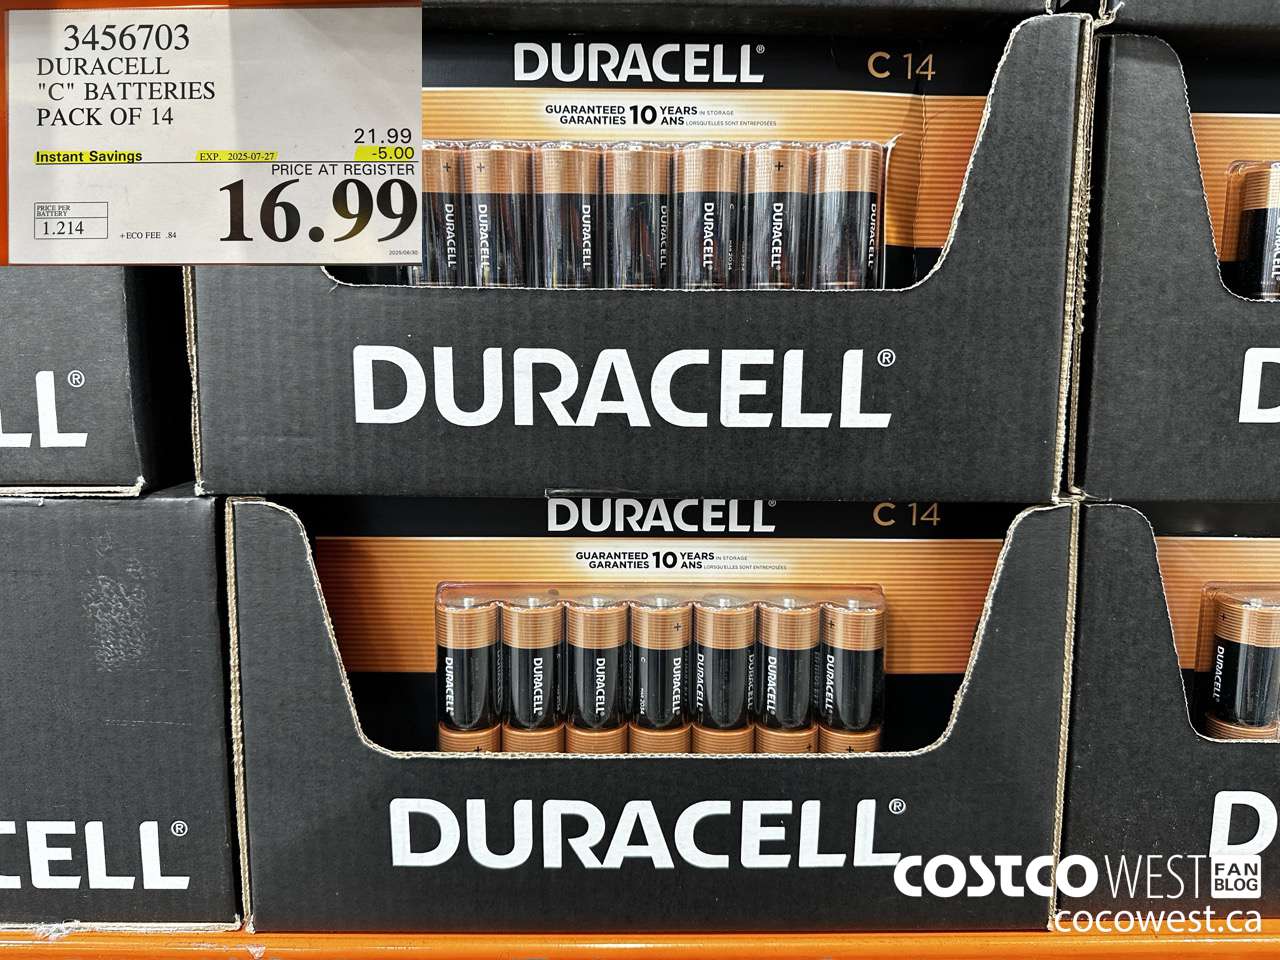 3456703
DURACELL
"C" BATTERIES
PACK OF 14
21.99
Instant Savings EXP. 2025-07-27 -5.00
PRICE AT REGISTER
16.99
PRICE PER
BATTERY
1.214
+ECO FEE .84
2025/06/30
DURACELL® C 14
GUARANTEED 10 YEARS IN STORAGE
GARANTIES 10 ANS LORSQU'ELLES SONT ENTREPOSÉES
+ +  +
DURACELL DURACELL DURACELL DURACELL DURACELL DURACELL DURACELL
DURACELL®
LL®
D
DURACELL® C 14
GUARANTEED 10 YEARS IN STORAGE
GARANTIES 10 ANS LORSQU'ELLES SONT ENTREPOSÉES
DURACELL DURACELL DURACELL DURACELL DURACELL DURACELL DURACELL
DURACELL
DURACELL®
CELL®
D
COSTCO WEST FAN BLOG
cocowest.ca